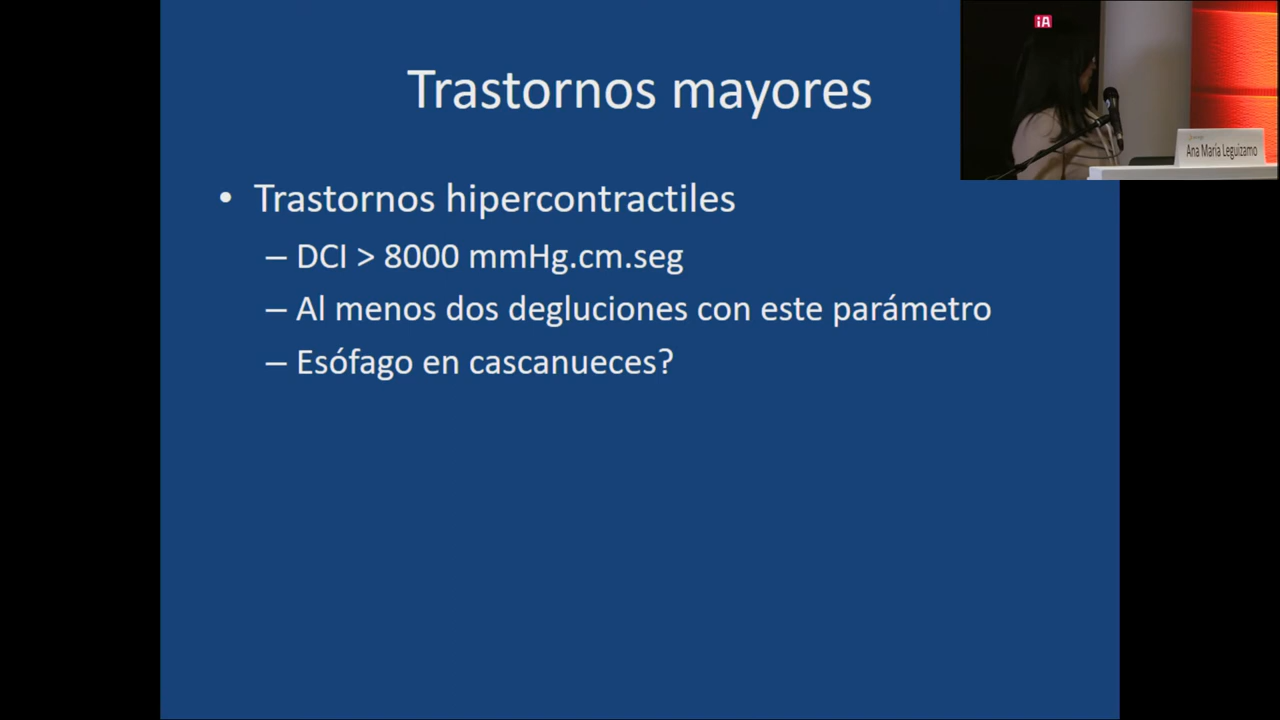 Trastornos mayores
• Trastornos hipercontractiles
– DCI > 8000 mmHg.cm.seg
– Al menos dos degluciones con este parámetro
– Esófago en cascanueces?
iA
Ana María Leguizamo